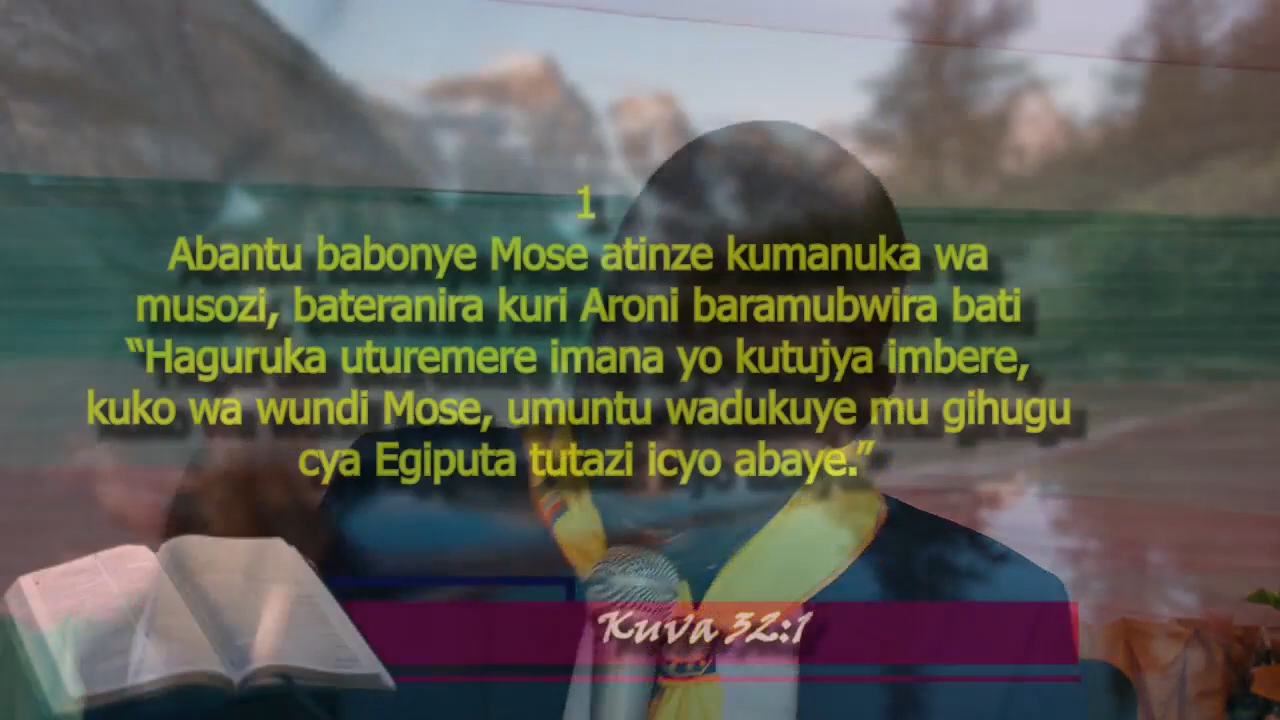 1
Abantu babonye Mose atinze kumanuka wa
musozi, bateranira kuri Aroni baramubwira bati
“Haguruka uturemere imana yo kutujya imbere,
kuko wa wundi Mose, umuntu wadukuye mu gihugu
cya Egiputa tutazi icyo abaye.”
Kuva 32:1